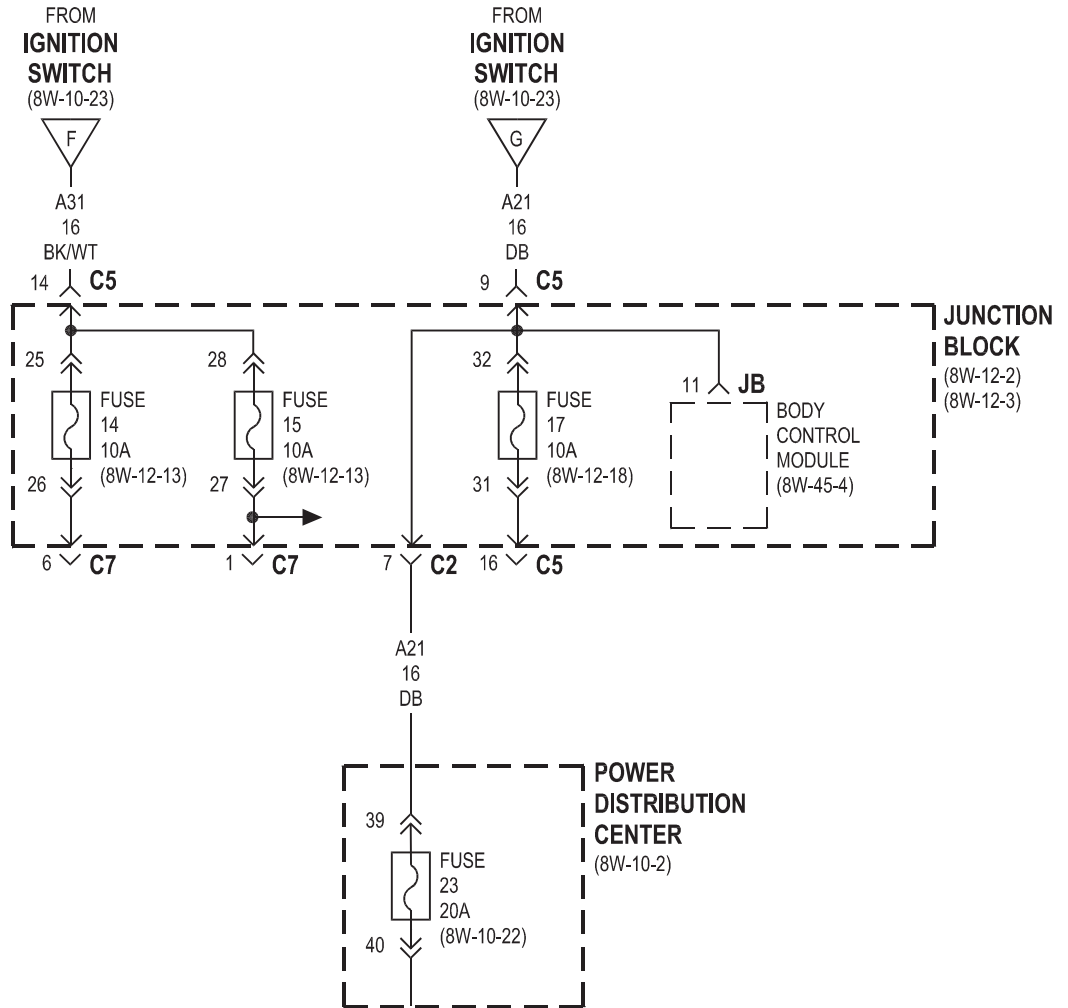 FROM
IGNITION
SWITCH
(8W-10-23)
F
A31
16
BK/WT
14 C5
FROM
IGNITION
SWITCH
(8W-10-23)
G
A21
16
DB
9 C5
JUNCTION
BLOCK
(8W-12-2)
(8W-12-3)
25
FUSE
14
10A
(8W-12-13)
26
6 C7
28
FUSE
15
10A
(8W-12-13)
27
1 C7
32
FUSE
17
10A
(8W-12-18)
31
16 C5
11 JB
BODY
CONTROL
MODULE
(8W-45-4)
7 C2
A21
16
DB
POWER
DISTRIBUTION
CENTER
(8W-10-2)
39
FUSE
23
20A
(8W-10-22)
40